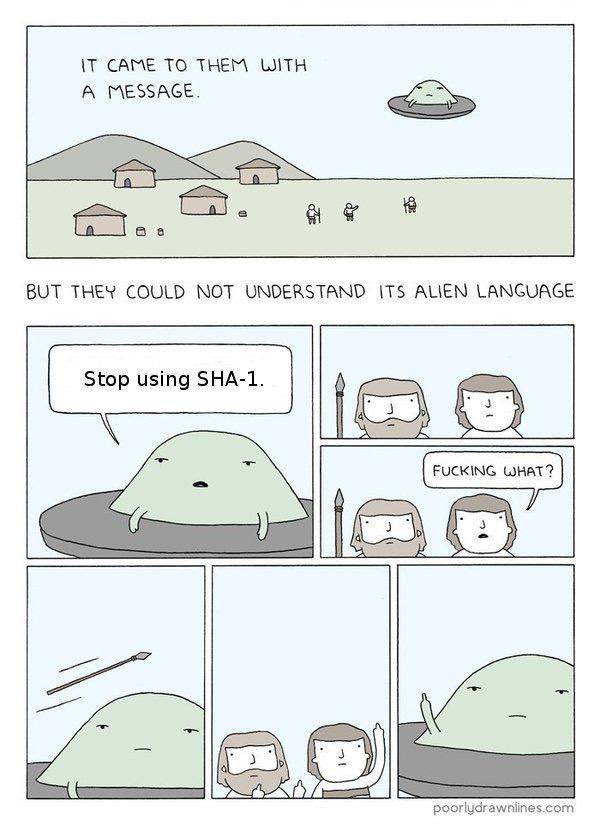 IT CAME TO THEM WITH
A MESSAGE.
BUT THEY COULD NOT UNDERSTAND ITS ALIEN LANGUAGE
Stop using SHA-1.
FUCKING WHAT?
poorlydrawnlines.com